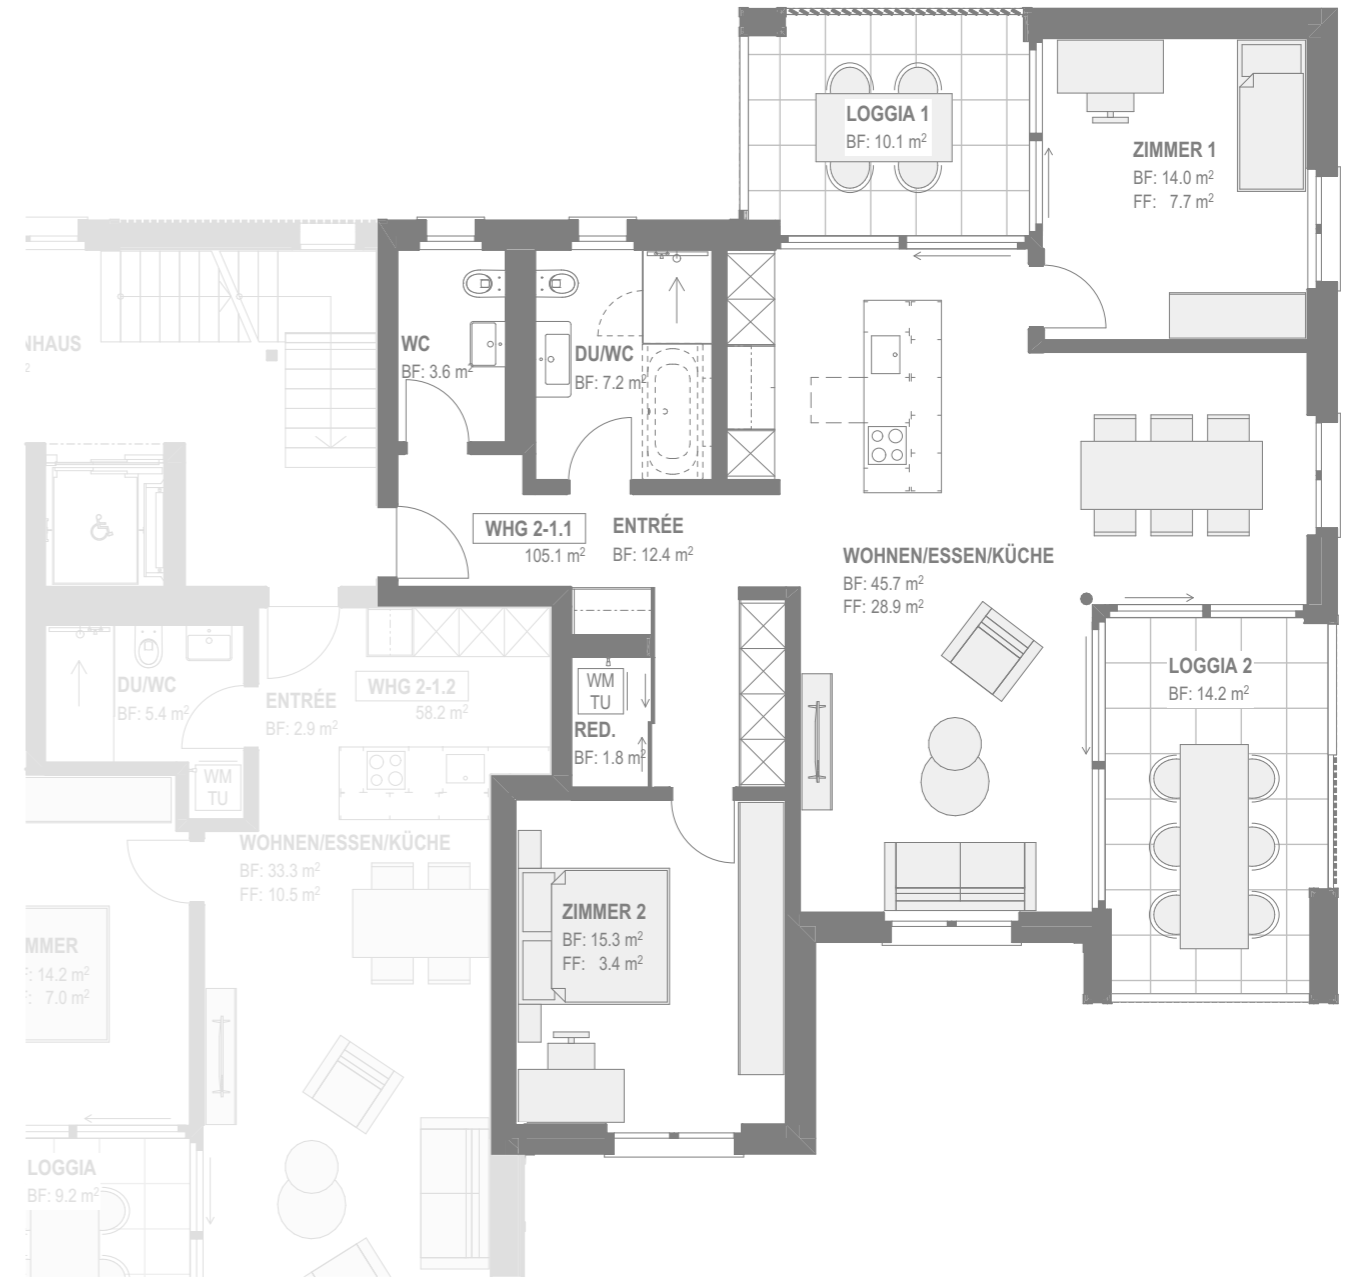 LOGGIA 1
BF: 10.1 m²
ZIMMER 1
BF: 14.0 m²
FF: 7.7 m²
NHAUS
2
WC
BF: 3.6 m²
DU/WC
BF: 7.2 m²
WHG 2-1.1
105.1 m²
ENTRÉE
BF: 12.4 m²
WOHNEN/ESSEN/KÜCHE
BF: 45.7 m²
FF: 28.9 m²
LOGGIA 2
BF: 14.2 m²
DU/WC
BF: 5.4 m²
ENTRÉE
BF: 2.9 m²
WHG 2-1.2
58.2 m²
WM
TU
RED.
BF: 1.8 m²
WM
TU
WOHNEN/ESSEN/KÜCHE
BF: 33.3 m²
FF: 10.5 m²
ZIMMER 2
BF: 15.3 m²
FF: 3.4 m²
MMER
F: 14.2 m²
F: 7.0 m²
LOGGIA
BF: 9.2 m²